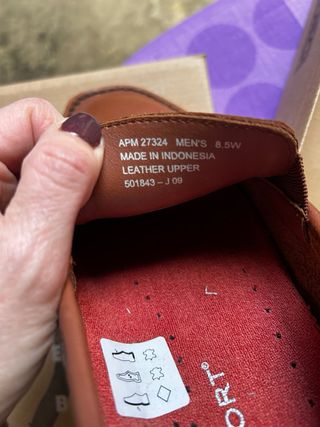 APM 27324 MEN'S 8.5W
MADE IN INDONESIA
LEATHER UPPER
501843 – J 09